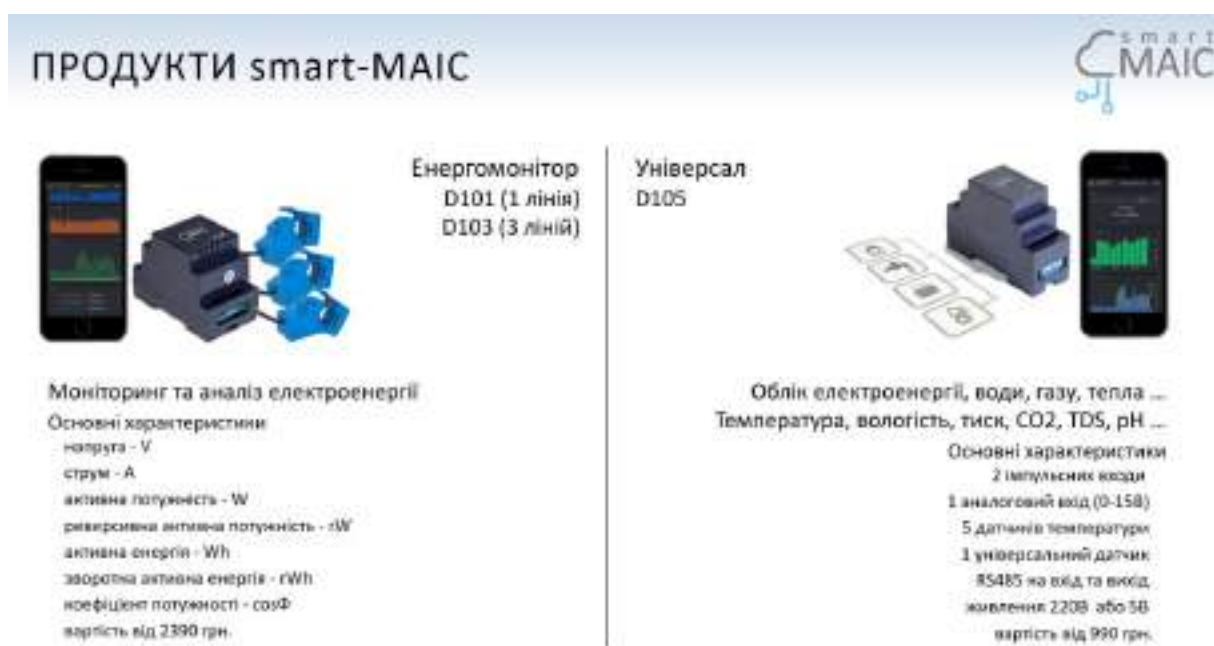 ПРОДУКТИ smart-MAIC
smart
MAIC
Енергомонітор
D101 (1 лінія)
D103 (3 ліній)
Моніторинг та аналіз електроенергії
Основні характеристики
напруга - V
струм - A
активна потужність - W
реверсивна активна потужність - rW
активна енергія - Wh
зворотна активна енергія - rWh
коефіцієнт потужності - cosФ
вартість від 2390 грн.
Універсал
D105
Облік електроенергії, води, газу, тепла ...
Температура, вологість, тиск, CO2, TDS, pH ...
Основні характеристики
2 імпульсних входи
1 аналоговий вхід (0-15В)
5 датчиків температури
1 універсальний датчик
RS485 на вхід та вихід
живлення 220В або 5В
вартість від 990 грн.